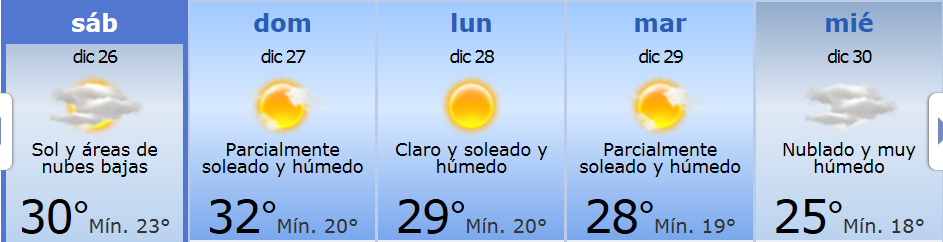 sáb
dic 26
Sol y áreas de
nubes bajas
30° Mín. 23°
dom
dic 27
Parcialmente
soleado y húmedo
32° Mín. 20°
lun
dic 28
Claro y soleado y
húmedo
29° Mín. 20°
mar
dic 29
Parcialmente
soleado y húmedo
28° Mín. 19°
mié
dic 30
Nublado y muy
húmedo
25° Mín. 18°